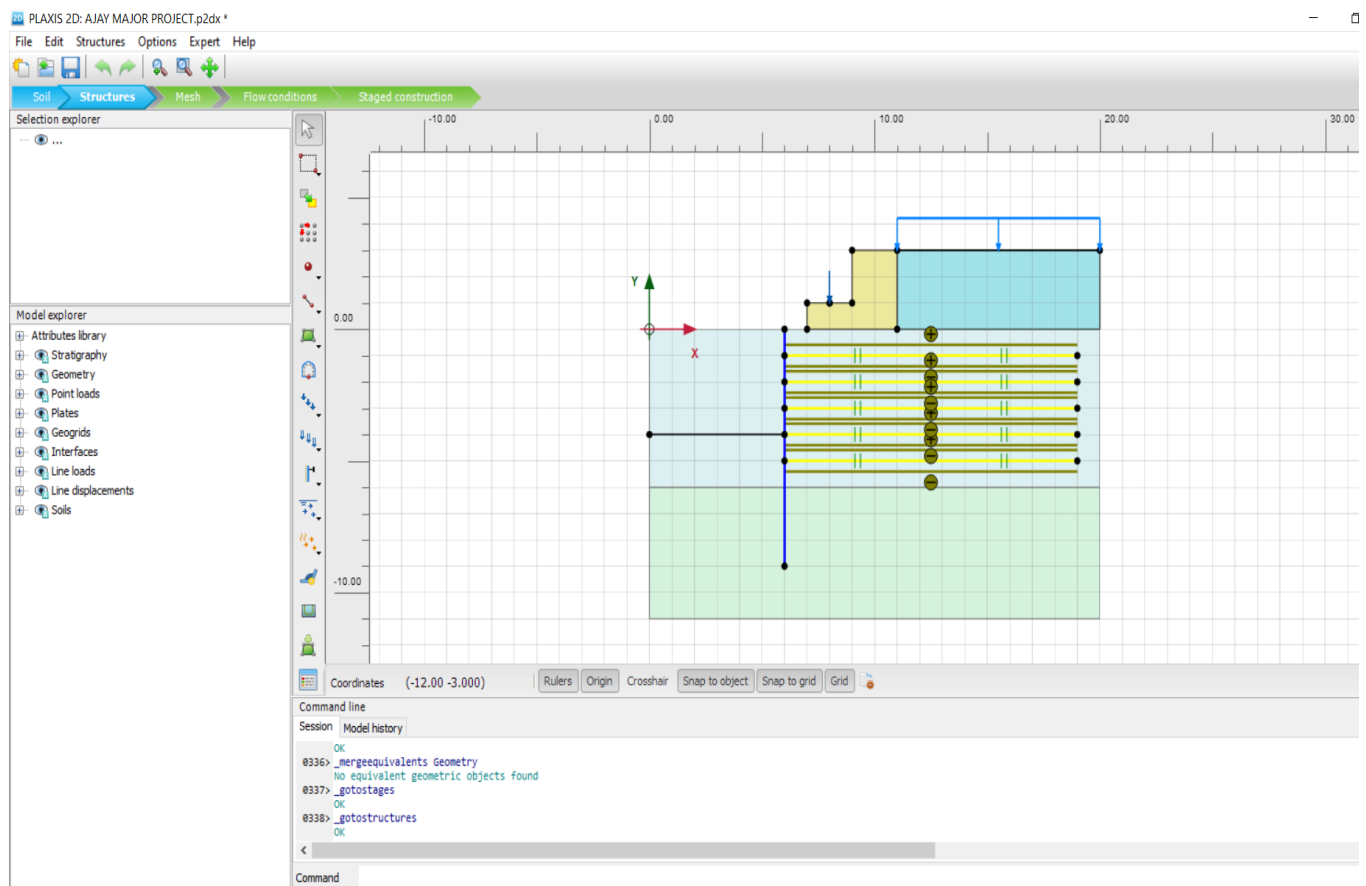 2D PLAXIS 2D: AJAY MAJOR PROJECT.p2dx *
File Edit Structures Options Expert Help
Soil Structures Mesh Flow conditions Staged construction
Selection explorer
...
Model explorer
Attributes library
Stratigraphy
Geometry
Point loads
Plates
Geogrids
Interfaces
Line loads
Line displacements
Soils
-10.00 0.00 10.00 20.00 30.00
0.00
-10.00
Y
X
Coordinates (-12.00 -3.000) Rulers Origin Crosshair Snap to object Snap to grid Grid
Command line
Session Model history
OK
0336> _mergeequivalents Geometry
No equivalent geometric objects found
0337> _gotostages
OK
0338> _gotostructures
OK
Command